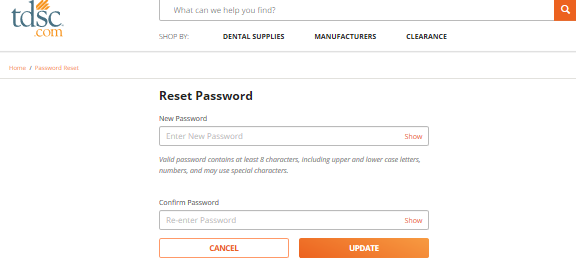 tdsc
.com
What can we help you find?
SHOP BY: DENTAL SUPPLIES MANUFACTURERS CLEARANCE
Home / Password Reset
Reset Password
New Password
Enter New Password Show
Valid password contains at least 8 characters, including upper and lower case letters,
numbers, and may use special characters.
Confirm Password
Re-enter Password Show
CANCEL UPDATE